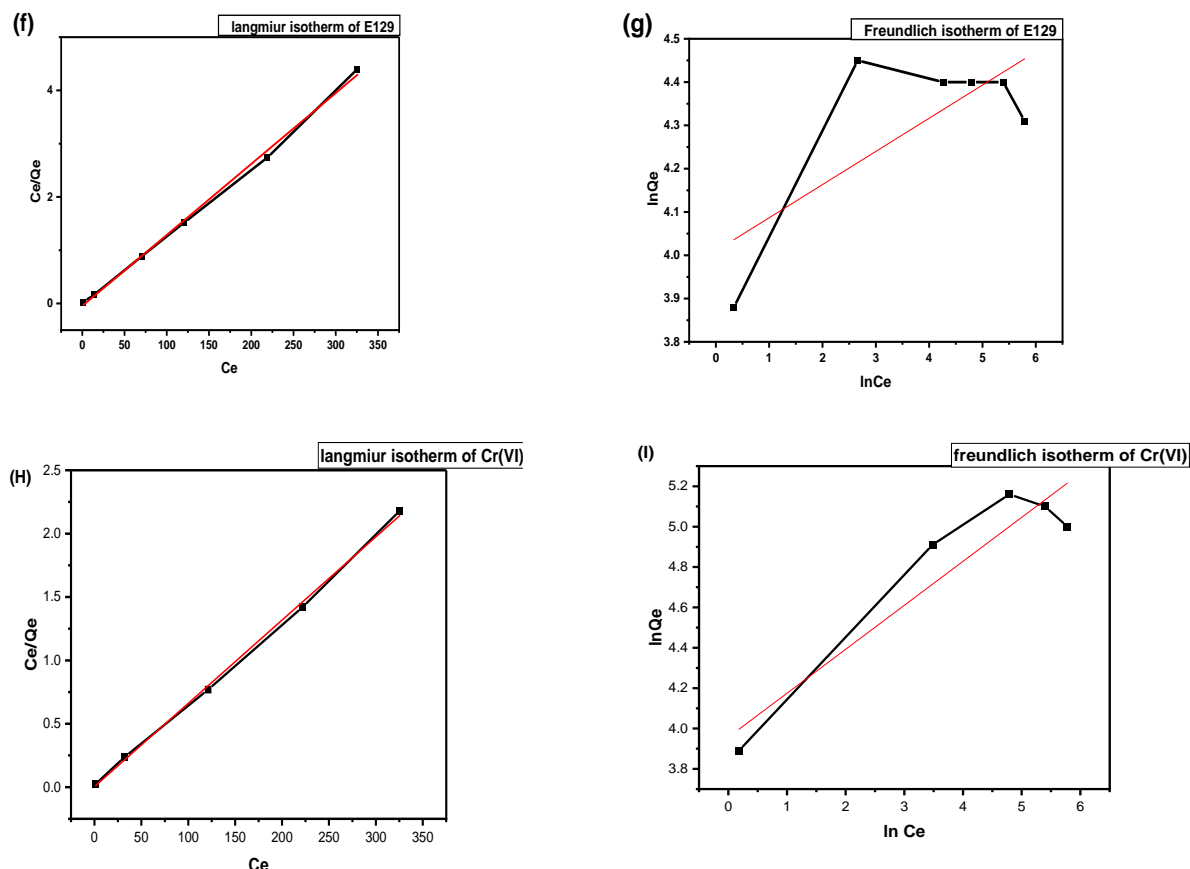 (f)
langmiur isotherm of E129
4
2
0
Ce/Qe
0 50 100 150 200 250 300 350
Ce
(g)
Freundlich isotherm of E129
4.5
4.4
4.3
4.2
4.1
4.0
3.9
3.8
lnQe
0 1 2 3 4 5 6
lnCe
(H)
langmiur isotherm of Cr(VI)
2.5
2.0
1.5
1.0
0.5
0.0
Ce/Qe
0 50 100 150 200 250 300 350
Ce
(I)
freundlich isotherm of Cr(VI)
5.2
5.0
4.8
4.6
4.4
4.2
4.0
3.8
lnQe
0 1 2 3 4 5 6
ln Ce